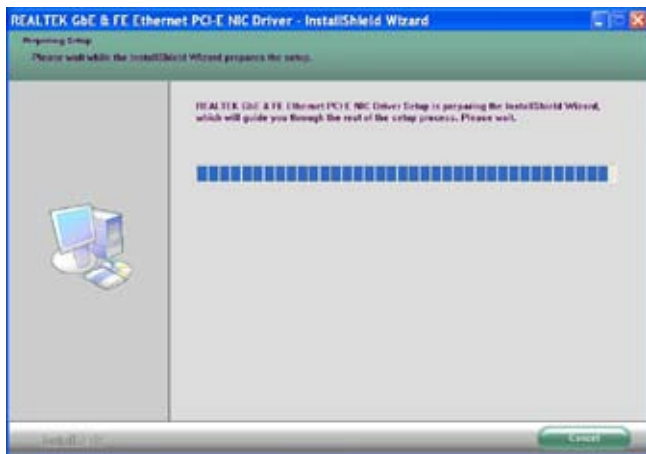 REALTEK GbE & FE Ethernet PCI-E NIC Driver - InstallShield Wizard
Preparing Setup
Please wait while the InstallShield Wizard prepares the setup.
REALTEK GbE & FE Ethernet PCI-E NIC Driver Setup is preparing the InstallShield Wizard,
which will guide you through the rest of the setup process. Please wait.
InstallShield
Cancel